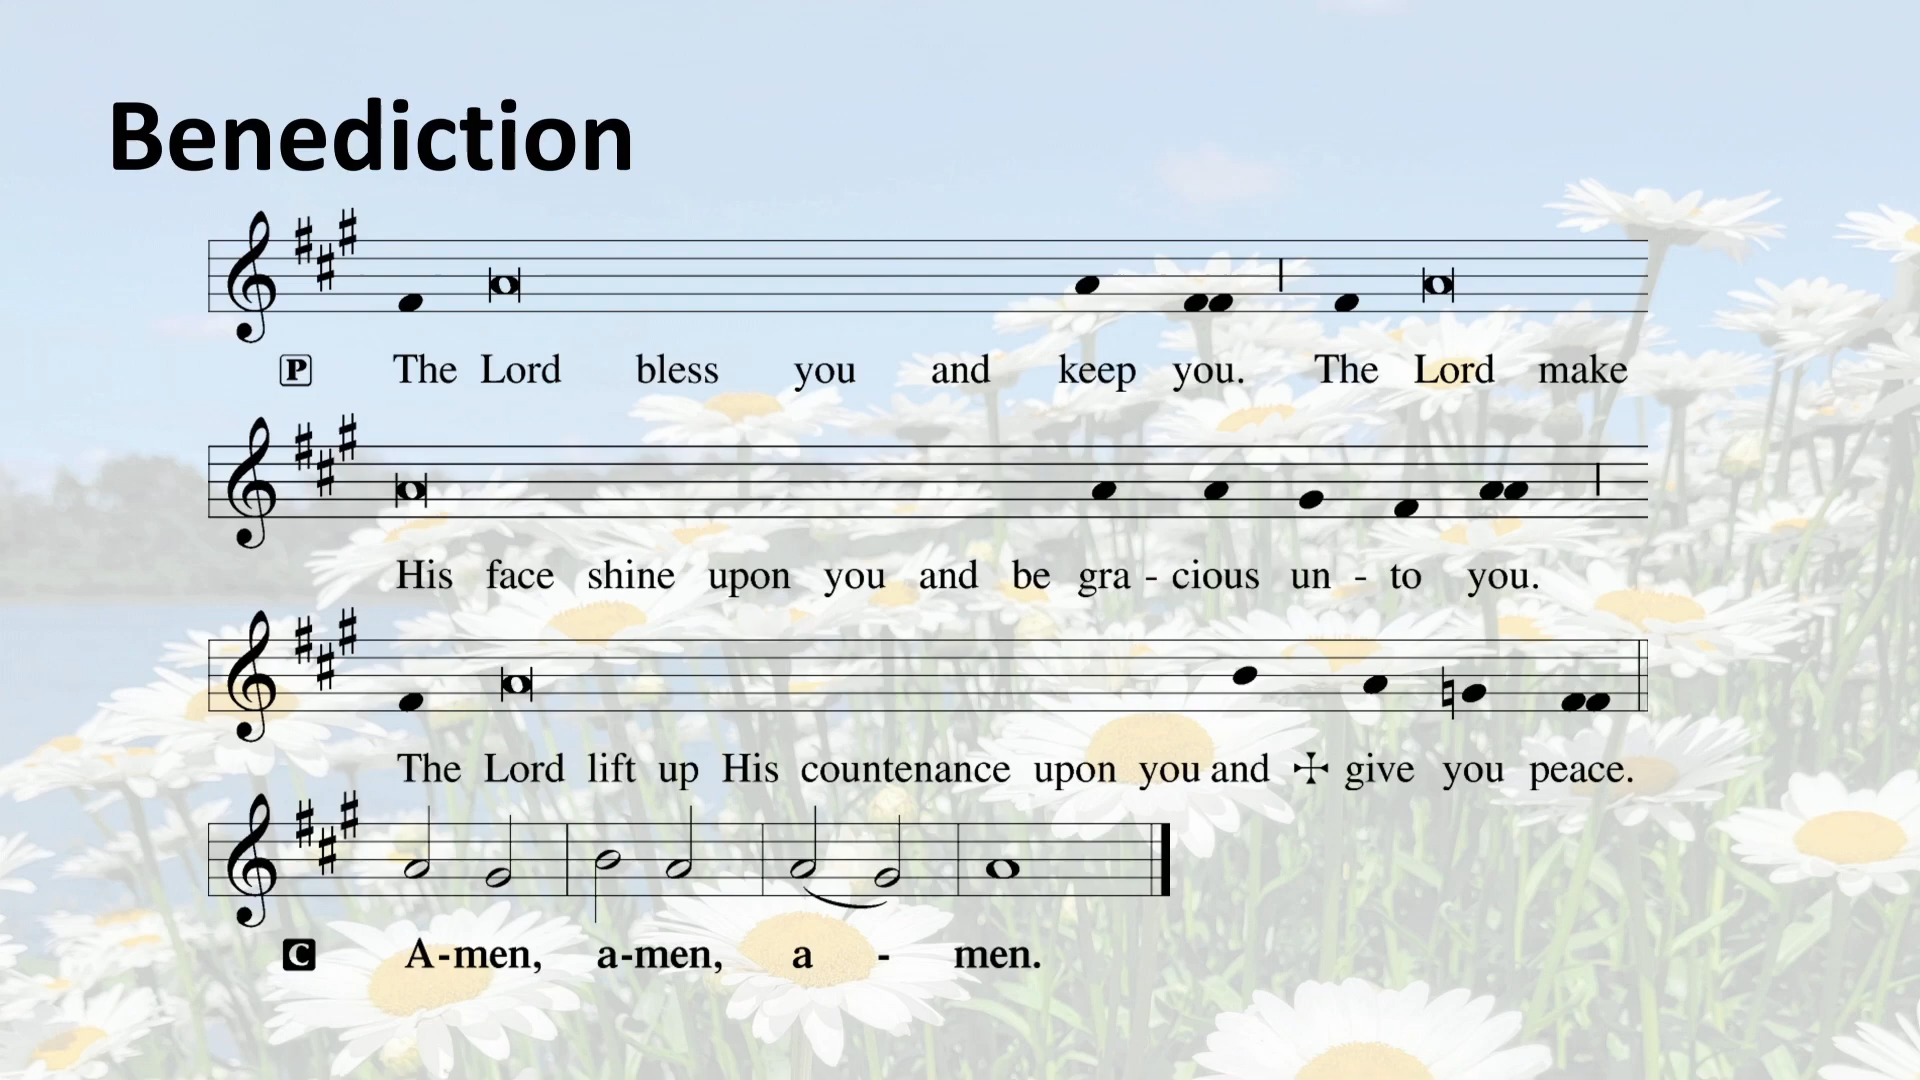 Benediction
P The Lord bless you and keep you. The Lord make
His face shine upon you and be gra - cious un - to you.
The Lord lift up His countenance upon you and ☩ give you peace.
C A-men, a-men, a - men.